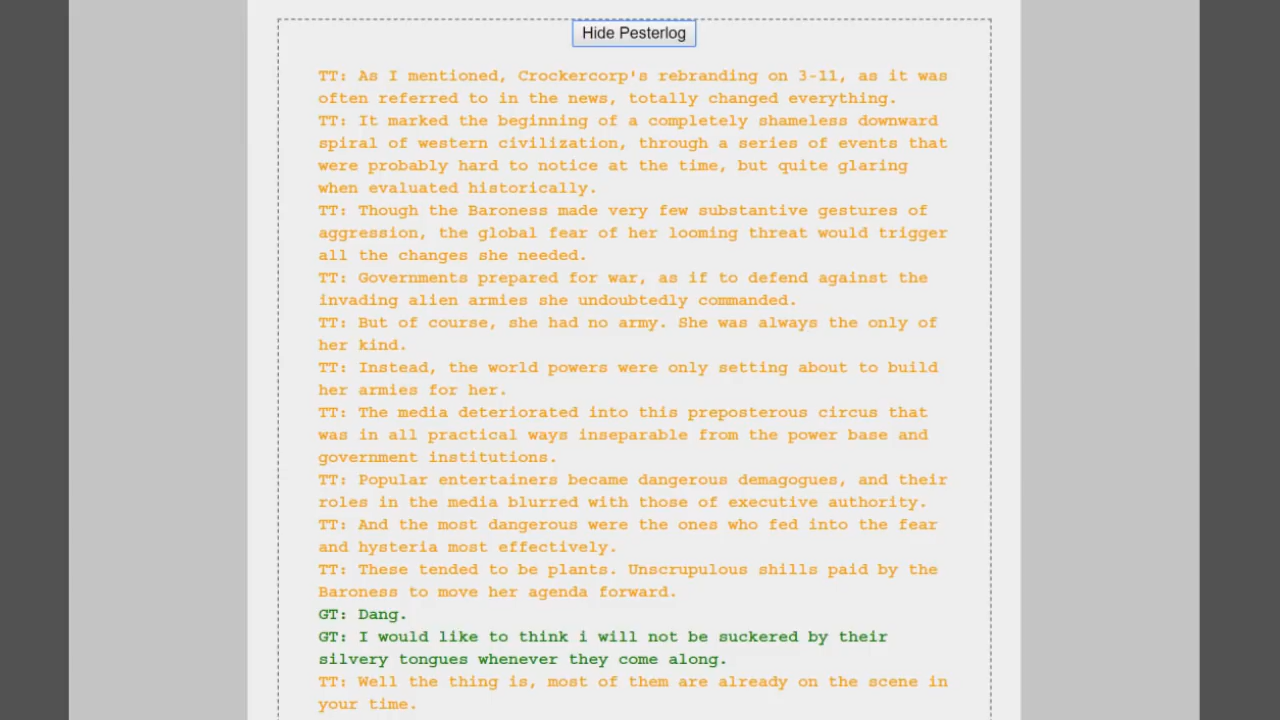 Hide Pesterlog
TT: As I mentioned, Crockercorp's rebranding on 3-11, as it was
often referred to in the news, totally changed everything.
TT: It marked the beginning of a completely shameless downward
spiral of western civilization, through a series of events that
were probably hard to notice at the time, but quite glaring
when evaluated historically.
TT: Though the Baroness made very few substantive gestures of
aggression, the global fear of her looming threat would trigger
all the changes she needed.
TT: Governments prepared for war, as if to defend against the
invading alien armies she undoubtedly commanded.
TT: But of course, she had no army. She was always the only of
her kind.
TT: Instead, the world powers were only setting about to build
her armies for her.
TT: The media deteriorated into this preposterous circus that
was in all practical ways inseparable from the power base and
government institutions.
TT: Popular entertainers became dangerous demagogues, and their
roles in the media blurred with those of executive authority.
TT: And the most dangerous were the ones who fed into the fear
and hysteria most effectively.
TT: These tended to be plants. Unscrupulous shills paid by the
Baroness to move her agenda forward.
GT: Dang.
GT: I would like to think i will not be suckered by their
silvery tongues whenever they come along.
TT: Well the thing is, most of them are already on the scene in
your time.